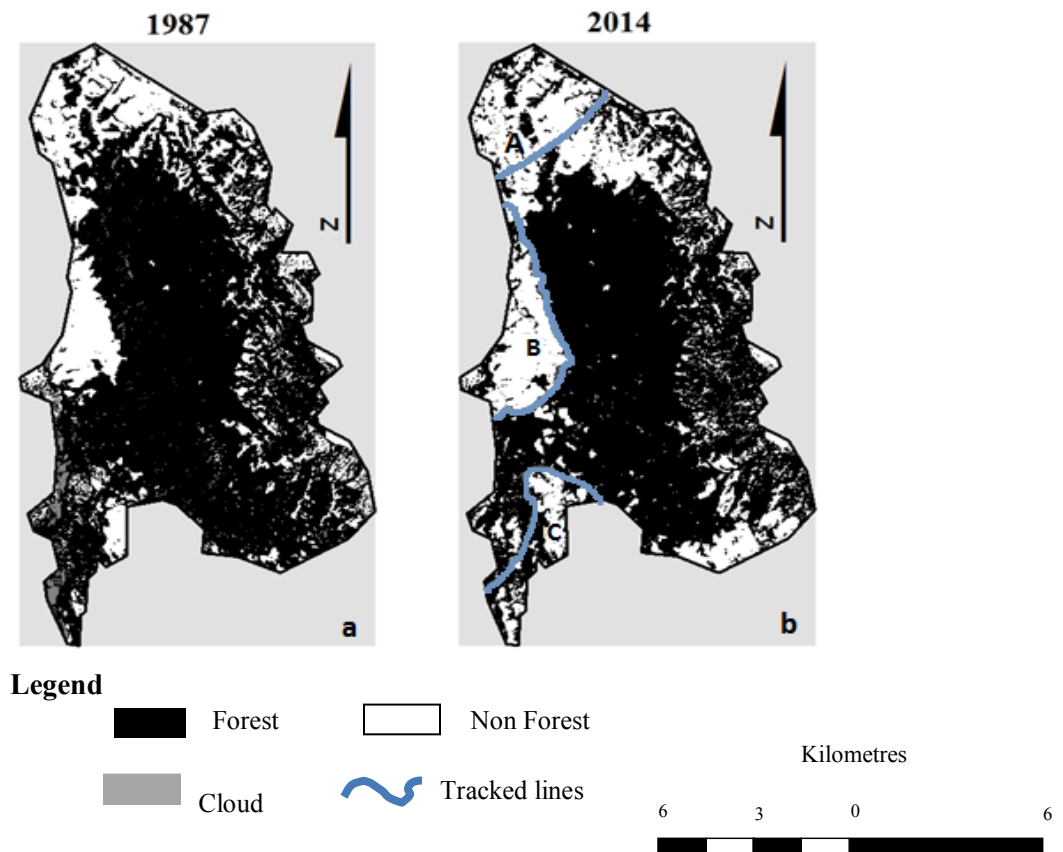 1987 2014
N N
A
B
C
a b
Legend
Forest Non Forest
Kilometres
Cloud Tracked lines
6 3 0 6